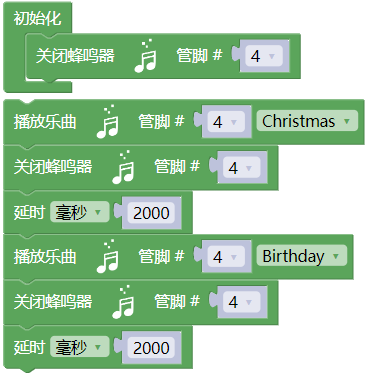 初始化
关闭蜂鸣器 管脚 # 4
播放乐曲 管脚 # 4 Christmas
关闭蜂鸣器 管脚 # 4
延时 毫秒 2000
播放乐曲 管脚 # 4 Birthday
关闭蜂鸣器 管脚 # 4
延时 毫秒 2000